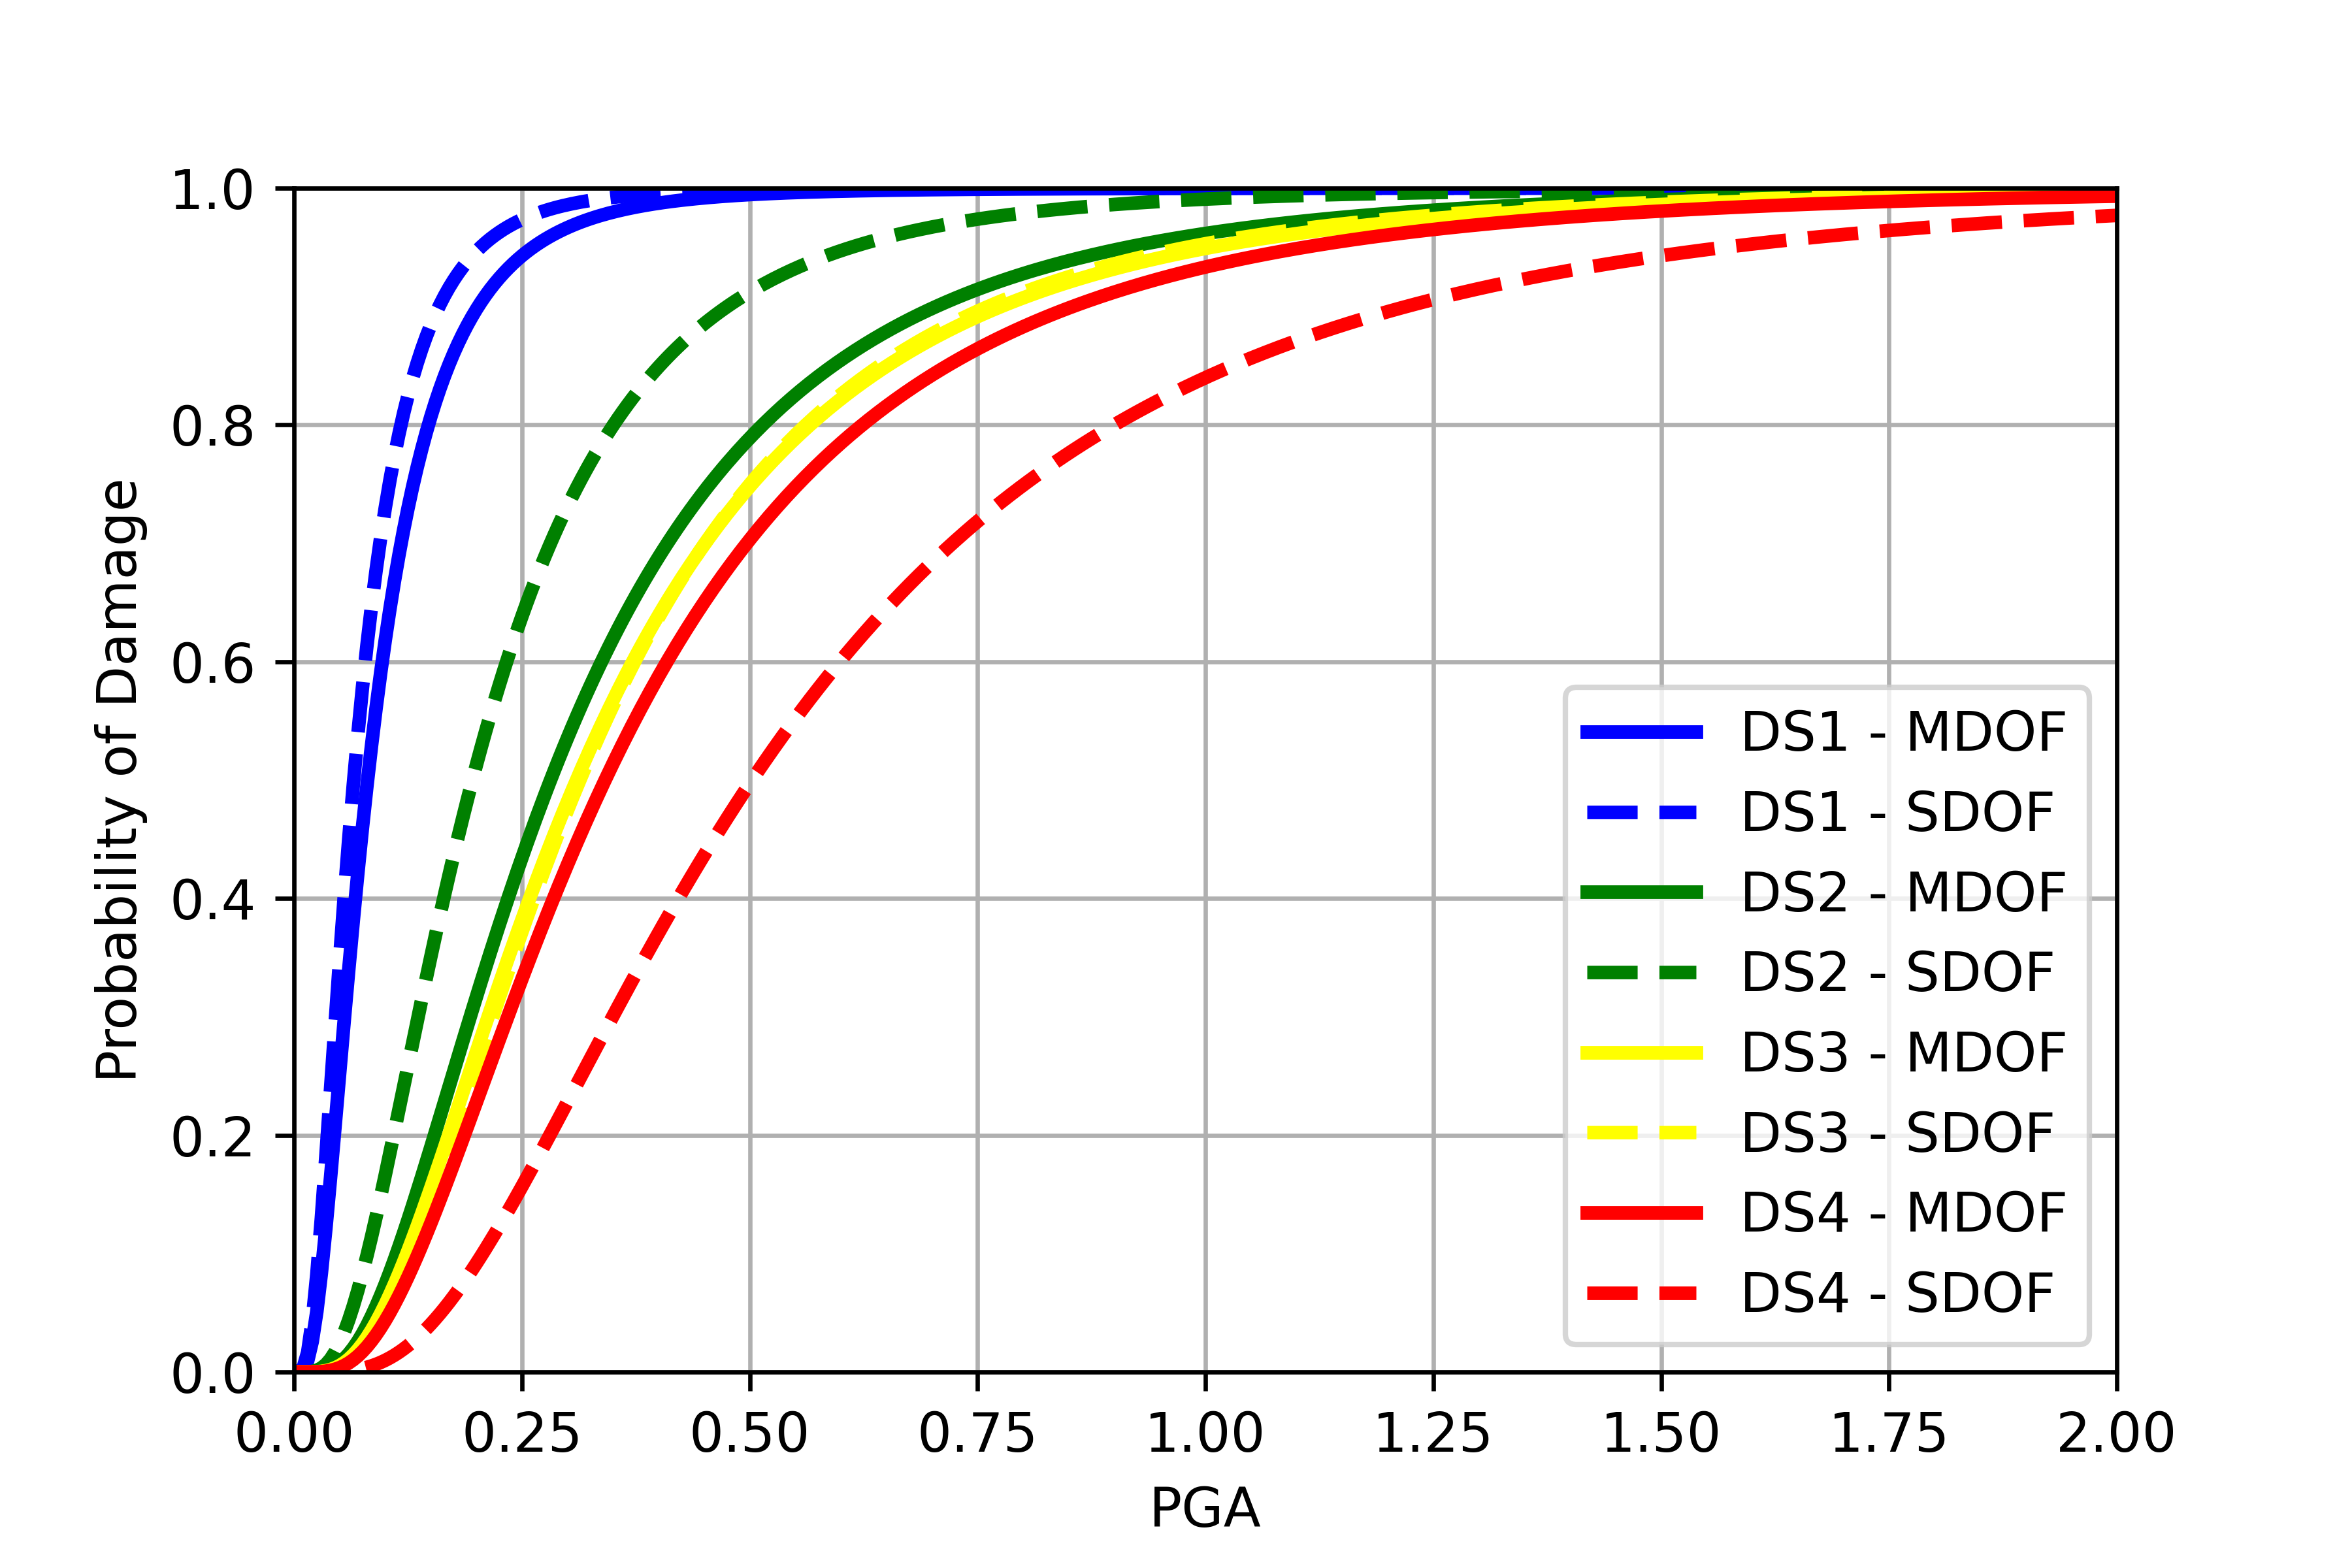 1.0
0.8
0.6
0.4
0.2
0.0
Probability of Damage
0.00 0.25 0.50 0.75 1.00 1.25 1.50 1.75 2.00
PGA
DS1 - MDOF
DS1 - SDOF
DS2 - MDOF
DS2 - SDOF
DS3 - MDOF
DS3 - SDOF
DS4 - MDOF
DS4 - SDOF